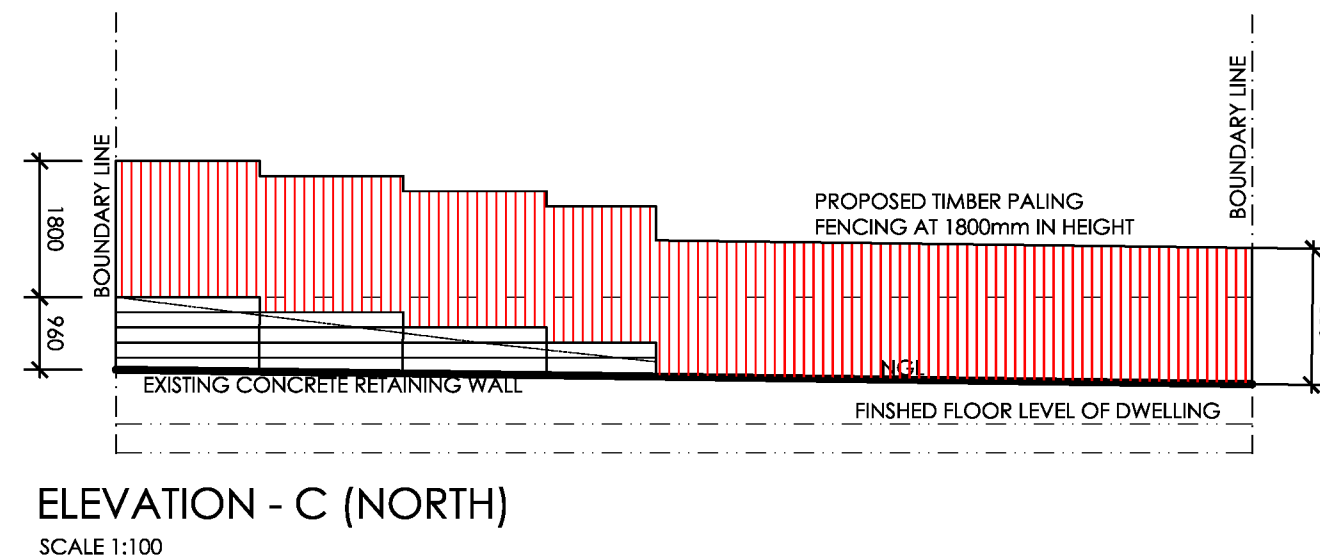 BOUNDARY LINE
BOUNDARY LINE
1800
960
PROPOSED TIMBER PALING
FENCING AT 1800mm IN HEIGHT
NGL
EXISTING CONCRETE RETAINING WALL
FINSHED FLOOR LEVEL OF DWELLING
ELEVATION - C (NORTH)
SCALE 1:100